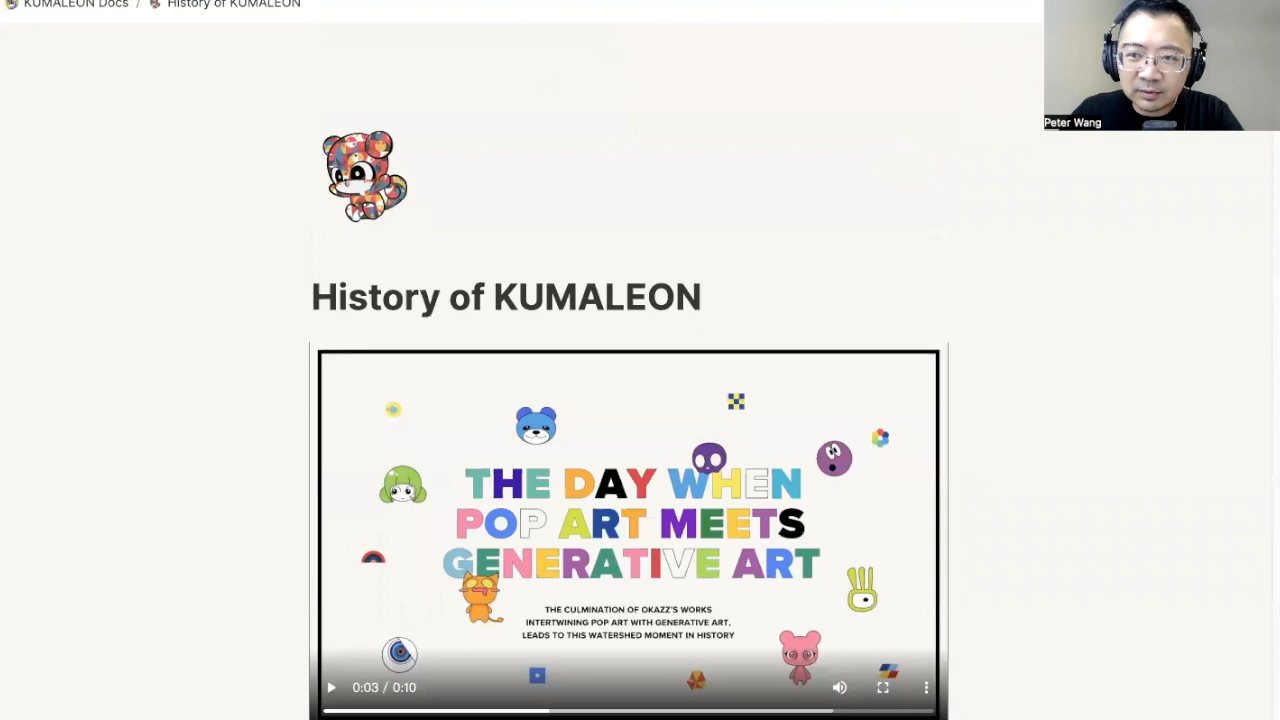 KUMALEON Docs / History of KUMALEON
Peter Wang
History of KUMALEON
THE DAY WHEN
POP ART MEETS
GENERATIVE ART
THE CULMINATION OF OKAZZ'S WORKS
INTERTWINING POP ART WITH GENERATIVE ART,
LEADS TO THIS WATERSHED MOMENT IN HISTORY
0:03 / 0:10